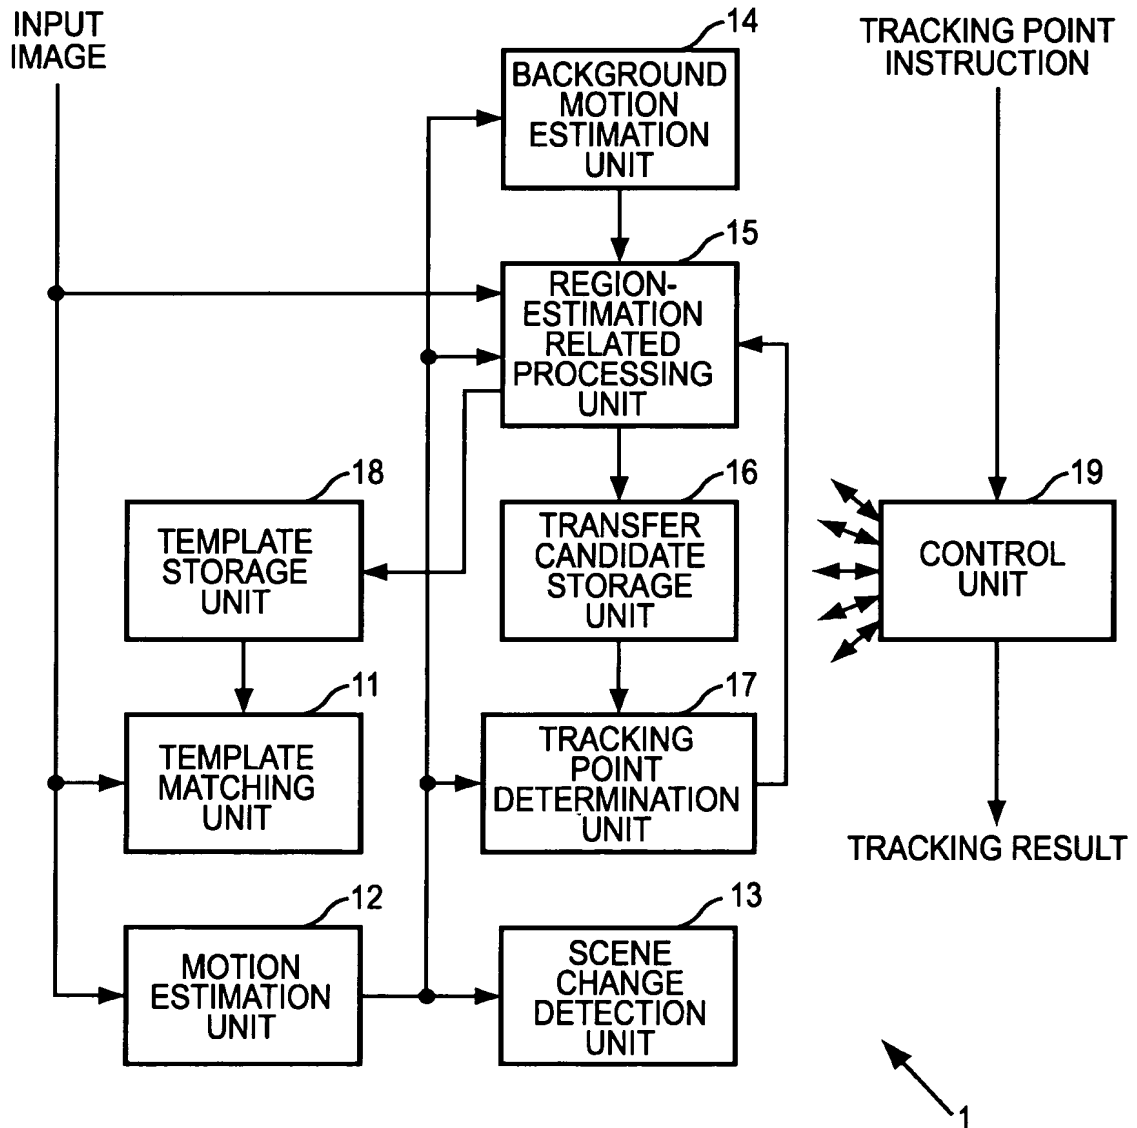 INPUT
IMAGE
14
BACKGROUND
MOTION
ESTIMATION
UNIT
TRACKING POINT
INSTRUCTION
15
REGION-
ESTIMATION
RELATED
PROCESSING
UNIT
18
TEMPLATE
STORAGE
UNIT
16
TRANSFER
CANDIDATE
STORAGE
UNIT
19
CONTROL
UNIT
11
TEMPLATE
MATCHING
UNIT
17
TRACKING
POINT
DETERMINATION
UNIT
TRACKING RESULT
12
MOTION
ESTIMATION
UNIT
13
SCENE
CHANGE
DETECTION
UNIT
1